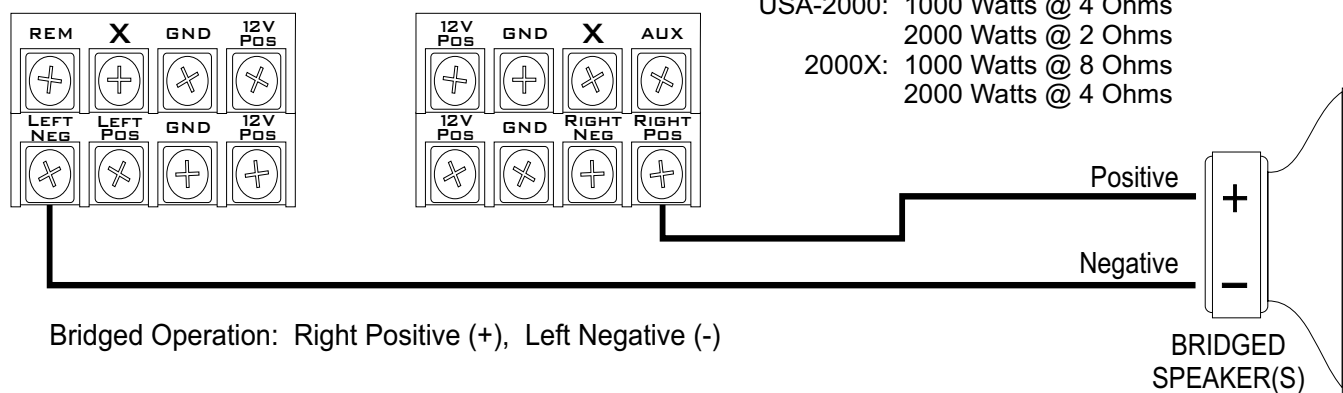 USA-2000: 1000 Watts @ 4 Ohms
2000 Watts @ 2 Ohms
2000X: 1000 Watts @ 8 Ohms
2000 Watts @ 4 Ohms
REM X GND 12V POS
LEFT NEG LEFT POS GND 12V POS
12V POS GND X AUX
12V POS GND RIGHT NEG RIGHT POS
Positive
+
Negative
–
Bridged Operation: Right Positive (+), Left Negative (-)
BRIDGED
SPEAKER(S)